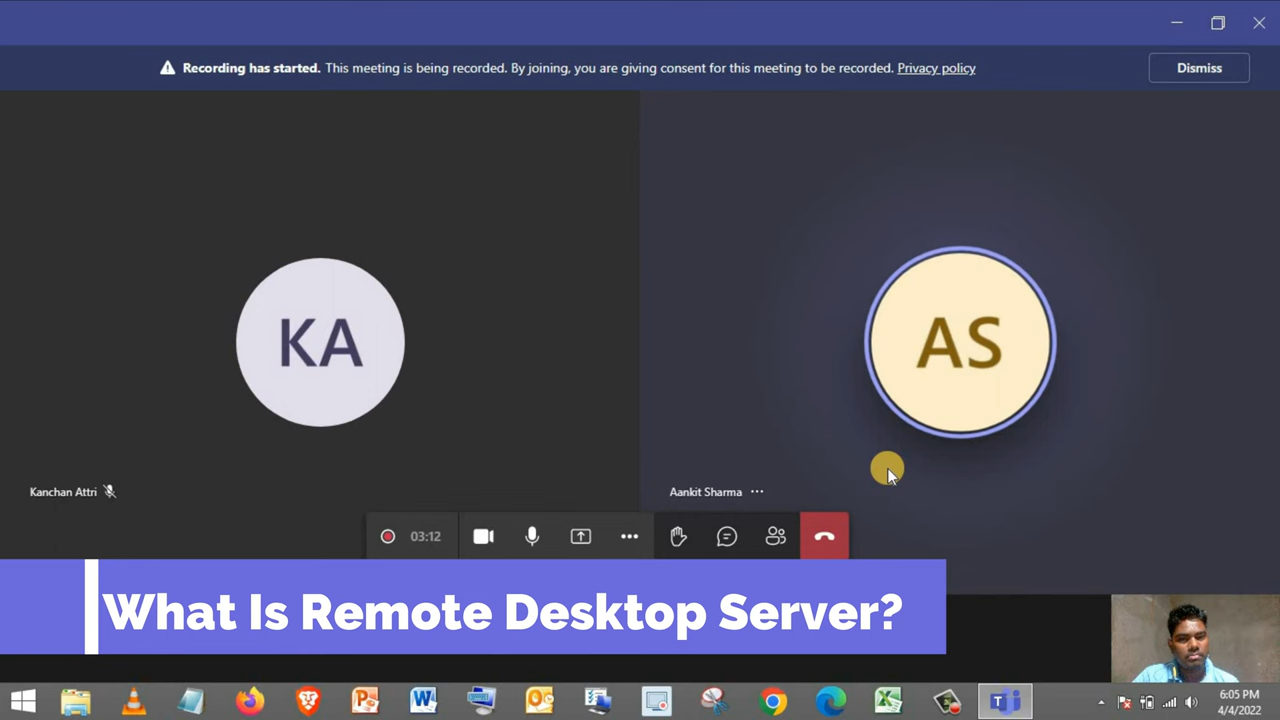 Recording has started. This meeting is being recorded. By joining, you are giving consent for this meeting to be recorded. Privacy policy
Dismiss
KA
AS
Kanchan Attri
Aankit Sharma
03:12
What Is Remote Desktop Server?
6:05 PM
4/4/2022